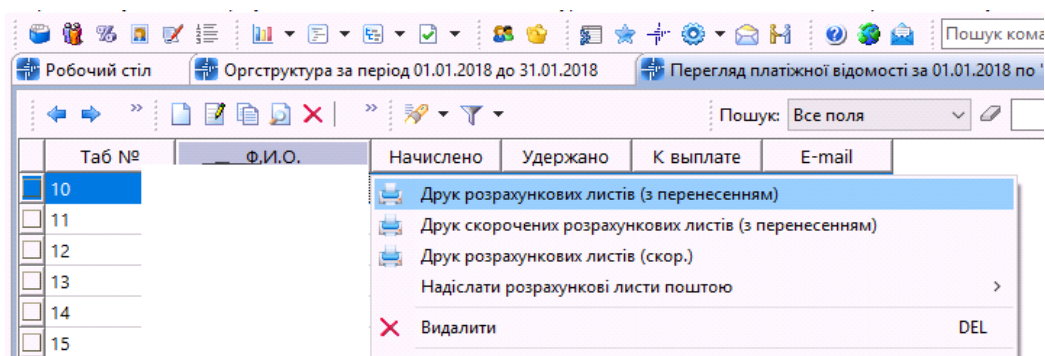 Пошук кома
Робочий стіл Оргструктура за період 01.01.2018 до 31.01.2018 Перегляд платіжної відомості за 01.01.2018 по '
Пошук: Все поля
Таб № Ф.И.О. Начислено Удержано К выплате E-mail
10 Друк розрахункових листів (з перенесенням)
11 Друк скорочених розрахункових листів (з перенесенням)
12 Друк розрахункових листів (скор.)
13 Надіслати розрахункові листи поштою
14 Видалити DEL
15